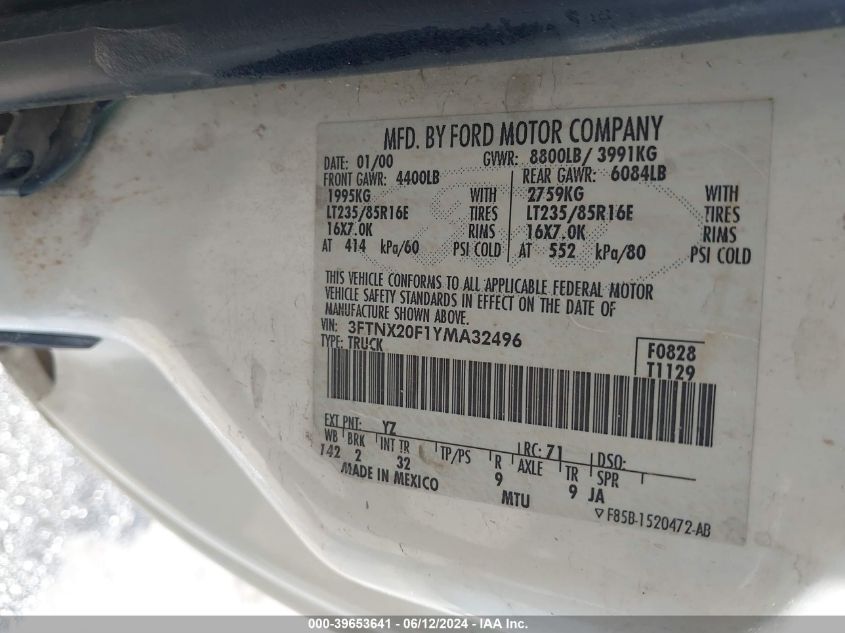 MFD. BY FORD MOTOR COMPANY
DATE: 01/00 GVWR: 8800LB/ 3991KG
FRONT GAWR: 4400LB REAR GAWR: 6084LB
1995KG WITH 2759KG WITH
LT235/85R16E TIRES LT235/85R16E TIRES
16X7.0K RIMS 16X7.0K RIMS
AT 414 kPa/60 PSI COLD AT 552 kPa/80 PSI COLD
THIS VEHICLE CONFORMS TO ALL APPLICABLE FEDERAL MOTOR
VEHICLE SAFETY STANDARDS IN EFFECT ON THE DATE OF
MANUFACTURE SHOWN ABOVE.
VIN: 3FTNX20F1YMA32496
TYPE: TRUCK
F0828
T1129
EXT PNT: YZ RC: 71 DSO:
WB BRK INT TR TP/PS R AXLE TR SPR
142 2 32 9 9 JA
MADE IN MEXICO MTU
F85B-1520472-AB
000-39653641 - 06/12/2024 - IAA Inc.